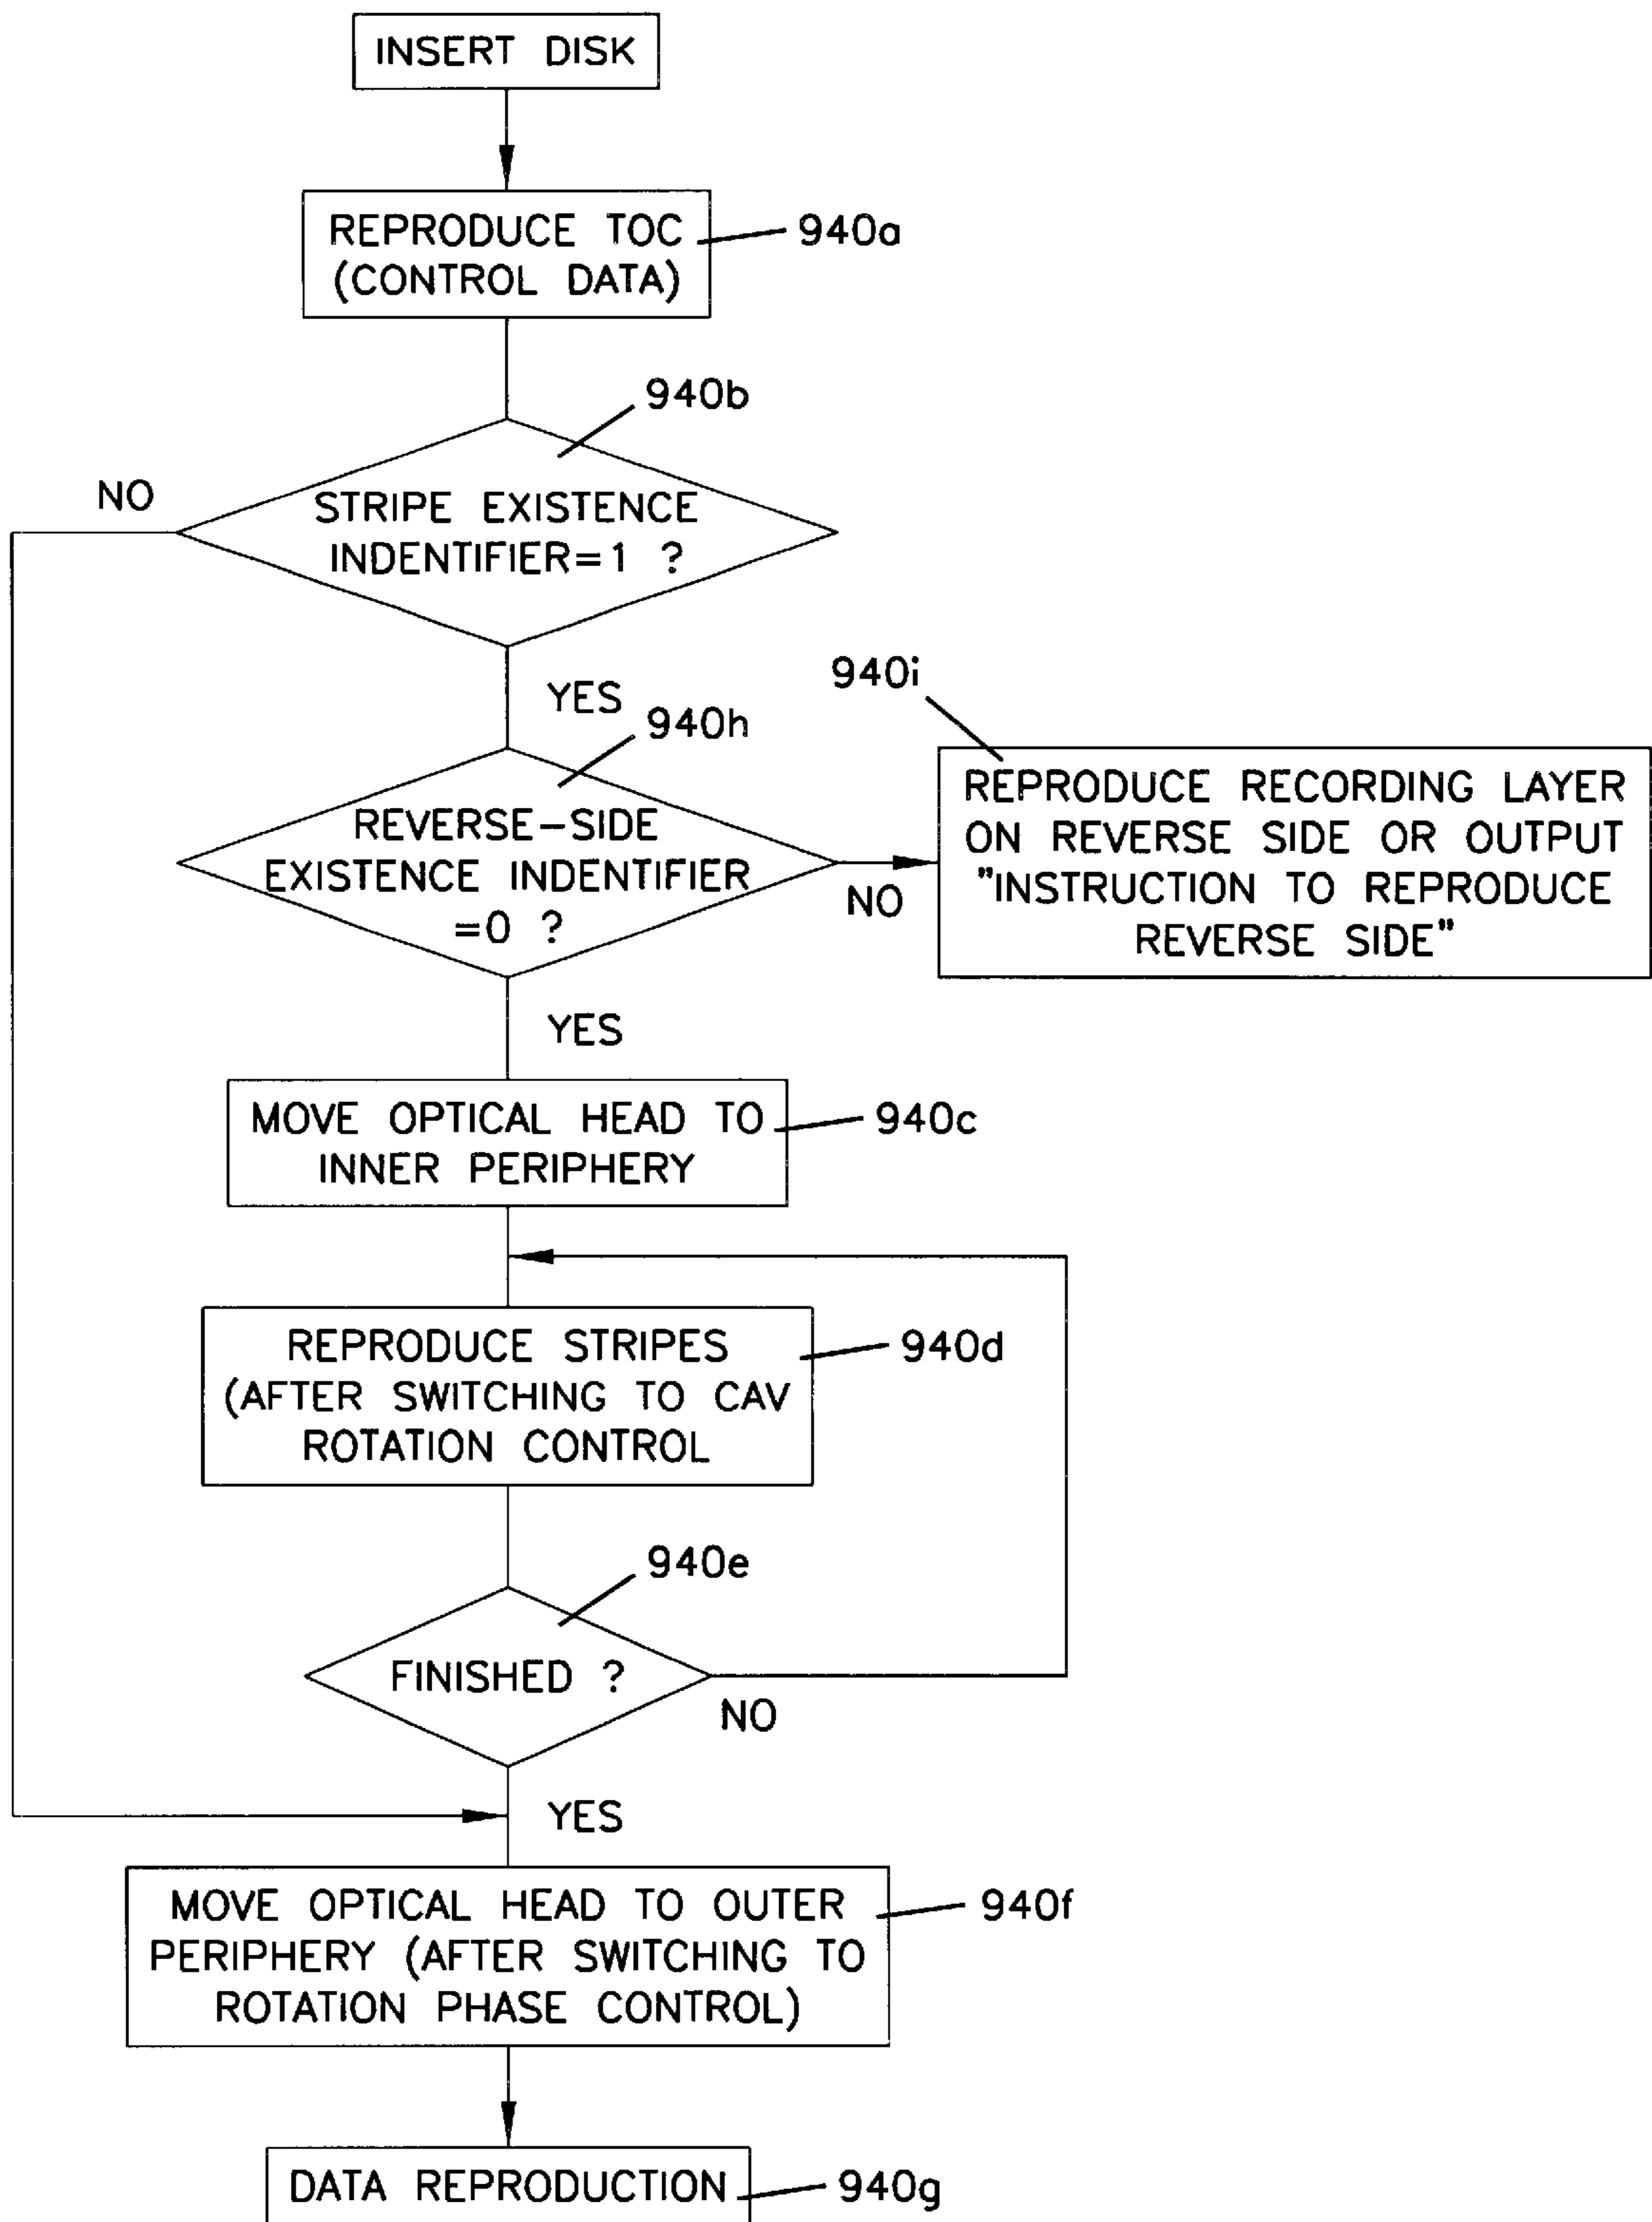 INSERT DISK
REPRODUCE TOC
(CONTROL DATA)
940a
940b
NO
STRIPE EXISTENCE
INDENTIFIER=1 ?
YES
940h
940i
REVERSE-SIDE
EXISTENCE INDENTIFIER
=0 ?
NO
REPRODUCE RECORDING LAYER
ON REVERSE SIDE OR OUTPUT
"INSTRUCTION TO REPRODUCE
REVERSE SIDE"
YES
MOVE OPTICAL HEAD TO
INNER PERIPHERY
940c
REPRODUCE STRIPES
(AFTER SWITCHING TO CAV
ROTATION CONTROL
940d
940e
FINISHED ?
NO
YES
MOVE OPTICAL HEAD TO OUTER
PERIPHERY (AFTER SWITCHING TO
ROTATION PHASE CONTROL)
940f
DATA REPRODUCTION
940g